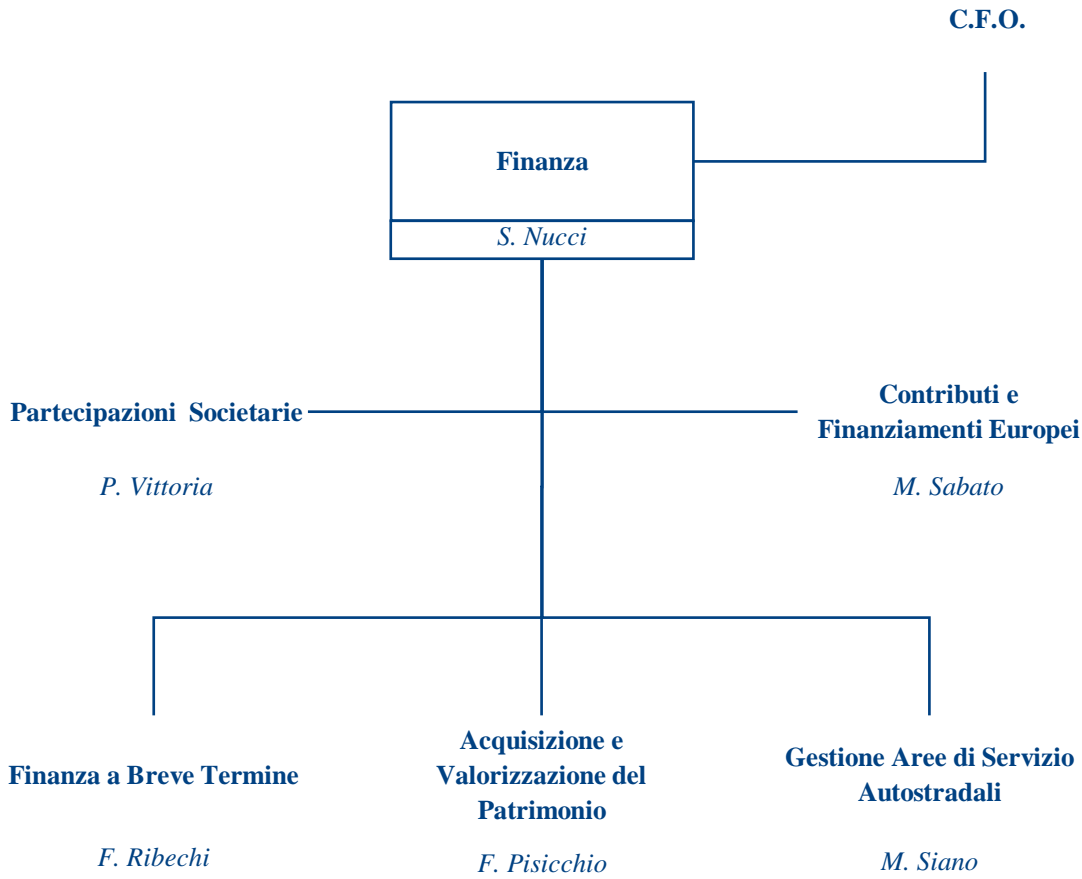 C.F.O.
Finanza
S. Nucci
Partecipazioni Societarie
P. Vittoria
Contributi e
Finanziamenti Europei
M. Sabato
Finanza a Breve Termine
F. Ribechi
Acquisizione e
Valorizzazione del
Patrimonio
F. Pisicchio
Gestione Aree di Servizio
Autostradali
M. Siano